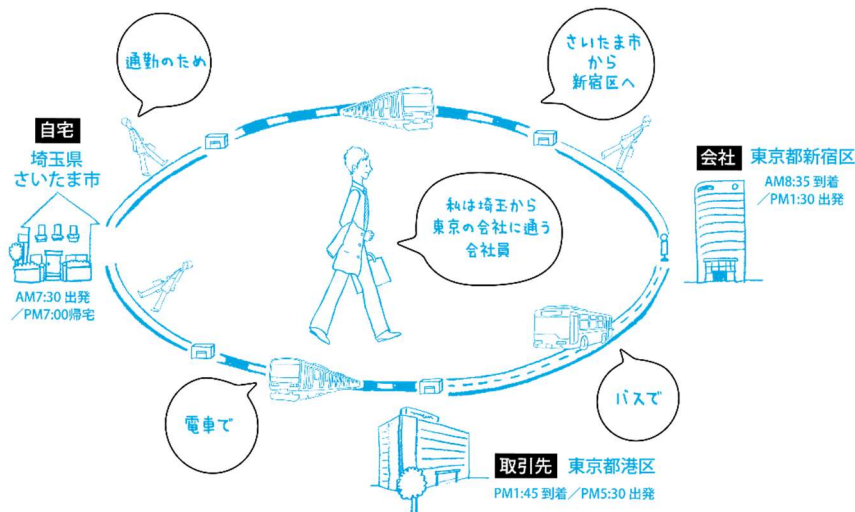 通勤のため
さいたま市
から
新宿区へ
自宅
埼玉県
さいたま市
会社 東京都新宿区
AM8:35 到着
／PM1:30 出発
私は埼玉から
東京の会社に通う
会社員
AM7:30 出発
／PM7:00帰宅
電車で
バスで
取引先 東京都港区
PM1:45 到着／PM5:30 出発